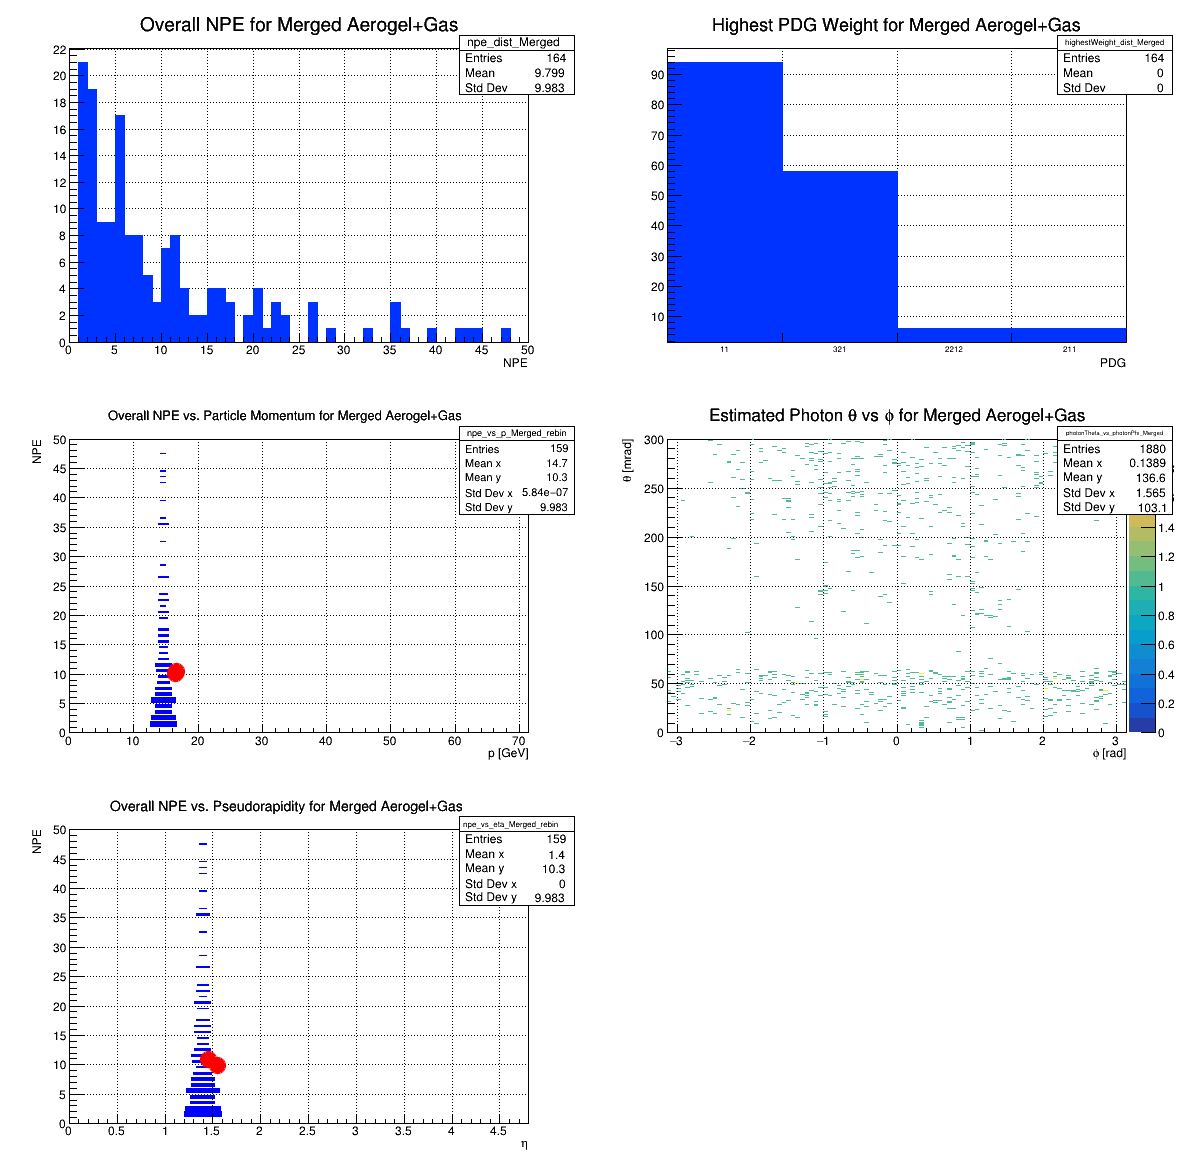 Overall NPE for Merged Aerogel+Gas
npe_dist_Merged
Entries 164
Mean 9.799
Std Dev 9.983
22
20
18
16
14
12
10
8
6
4
2
0
0 5 10 15 20 25 30 35 40 45 50
NPE
Highest PDG Weight for Merged Aerogel+Gas
highestWeight_dist_Merged
Entries 164
Mean 0
Std Dev 0
90
80
70
60
50
40
30
20
10
11 321 2212 211
PDG
Overall NPE vs. Particle Momentum for Merged Aerogel+Gas
npe_vs_p_Merged_rebin
Entries 159
Mean x 14.7
Mean y 10.3
Std Dev x 5.84e−07
Std Dev y 9.983
NPE
50
45
40
35
30
25
20
15
10
5
0
0 10 20 30 40 50 60 70
p [GeV]
Estimated Photon θ vs ϕ for Merged Aerogel+Gas
photonTheta_vs_photonPhi_Merged
Entries 1880
Mean x 0.1389
Mean y 136.6
Std Dev x 1.565
Std Dev y 103.1
θ [mrad]
300
250
200
150
100
50
0
−3 −2 −1 0 1 2 3
ϕ [rad]
1.4
1.2
1
0.8
0.6
0.4
0.2
0
Overall NPE vs. Pseudorapidity for Merged Aerogel+Gas
npe_vs_eta_Merged_rebin
Entries 159
Mean x 1.4
Mean y 10.3
Std Dev x 0
Std Dev y 9.983
NPE
50
45
40
35
30
25
20
15
10
5
0
0 0.5 1 1.5 2 2.5 3 3.5 4 4.5
η